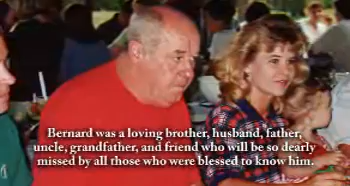 Bernard was a loving brother, husband, father,
uncle, grandfather, and friend who will be so dearly
missed by all those who were blessed to know him.